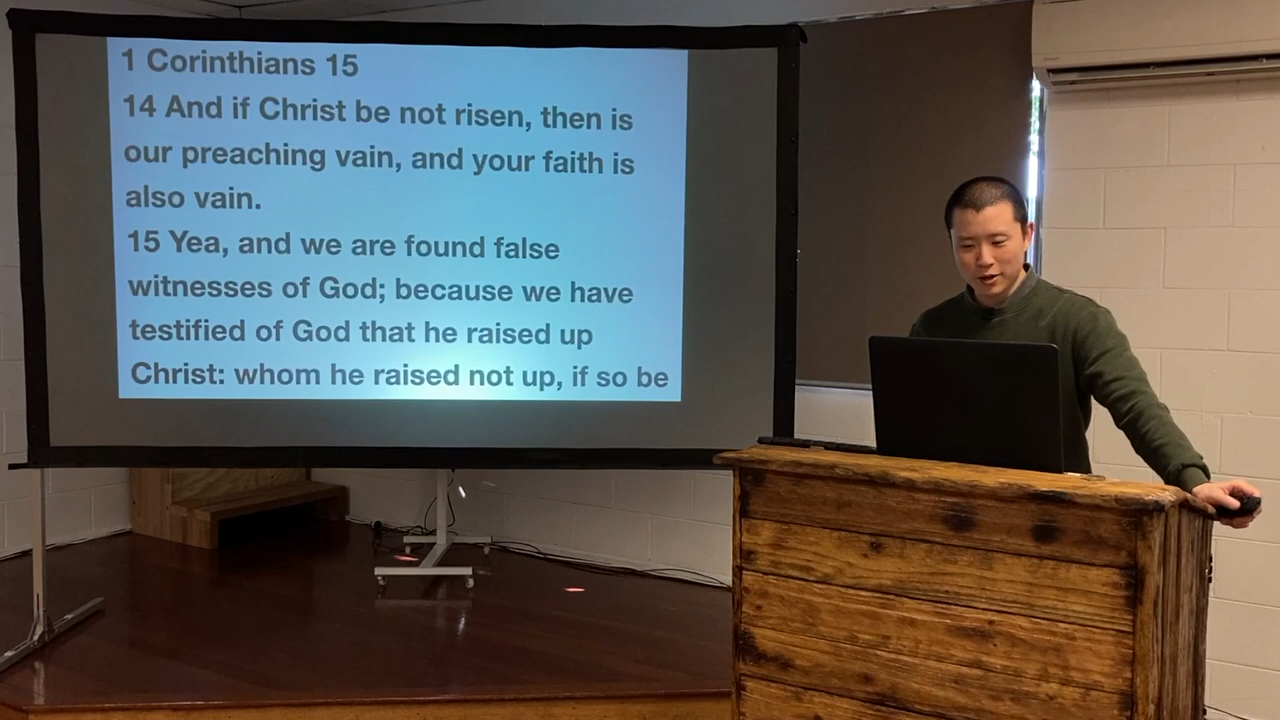 1 Corinthians 15
14 And if Christ be not risen, then is
our preaching vain, and your faith is
also vain.
15 Yea, and we are found false
witnesses of God; because we have
testified of God that he raised up
Christ: whom he raised not up, if so be